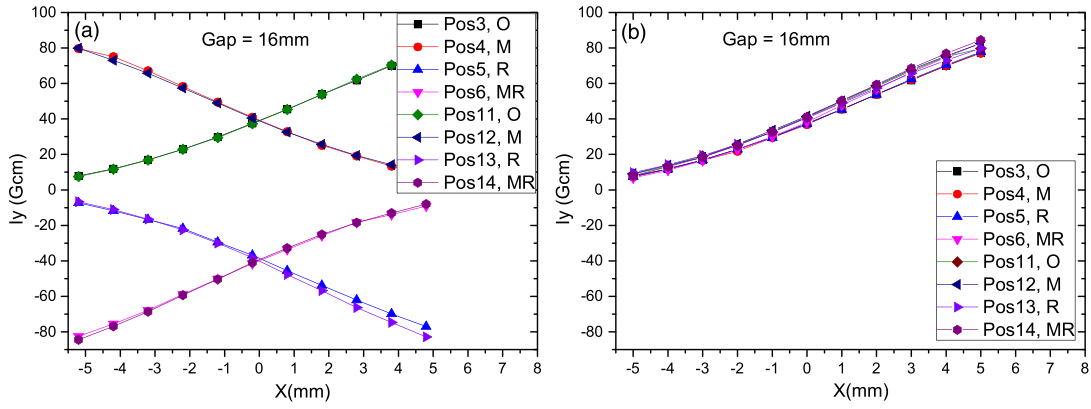 (a)
Gap = 16mm
Pos3, O
Pos4, M
Pos5, R
Pos6, MR
Pos11, O
Pos12, M
Pos13, R
Pos14, MR
80
60
40
20
0
-20
-40
-60
-80
Iy (Gcm)
-5 -4 -3 -2 -1 0 1 2 3 4 5 6 7 8
X(mm)
(b)
Gap = 16mm
Pos3, O
Pos4, M
Pos5, R
Pos6, MR
Pos11, O
Pos12, M
Pos13, R
Pos14, MR
80
60
40
20
0
-20
-40
-60
-80
Iy (Gcm)
-5 -4 -3 -2 -1 0 1 2 3 4 5 6 7 8
X(mm)